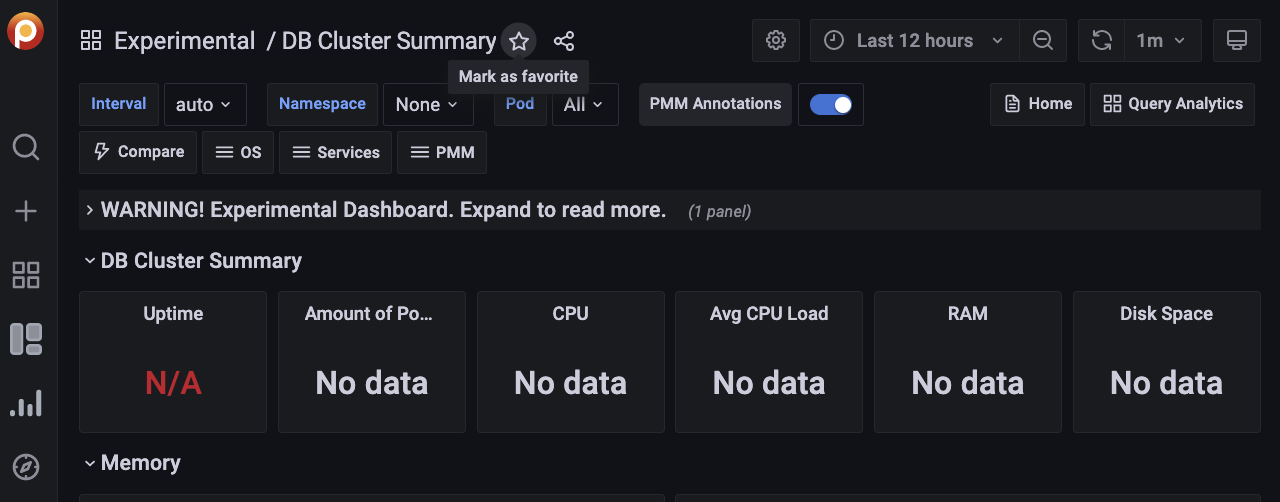 Experimental / DB Cluster Summary
Last 12 hours
1m
Mark as favorite
Interval auto Namespace None Pod All PMM Annotations Home Query Analytics
Compare OS Services PMM
WARNING! Experimental Dashboard. Expand to read more. (1 panel)
DB Cluster Summary
Uptime Amount of Po... CPU Avg CPU Load RAM Disk Space
N/A No data No data No data No data No data
Memory